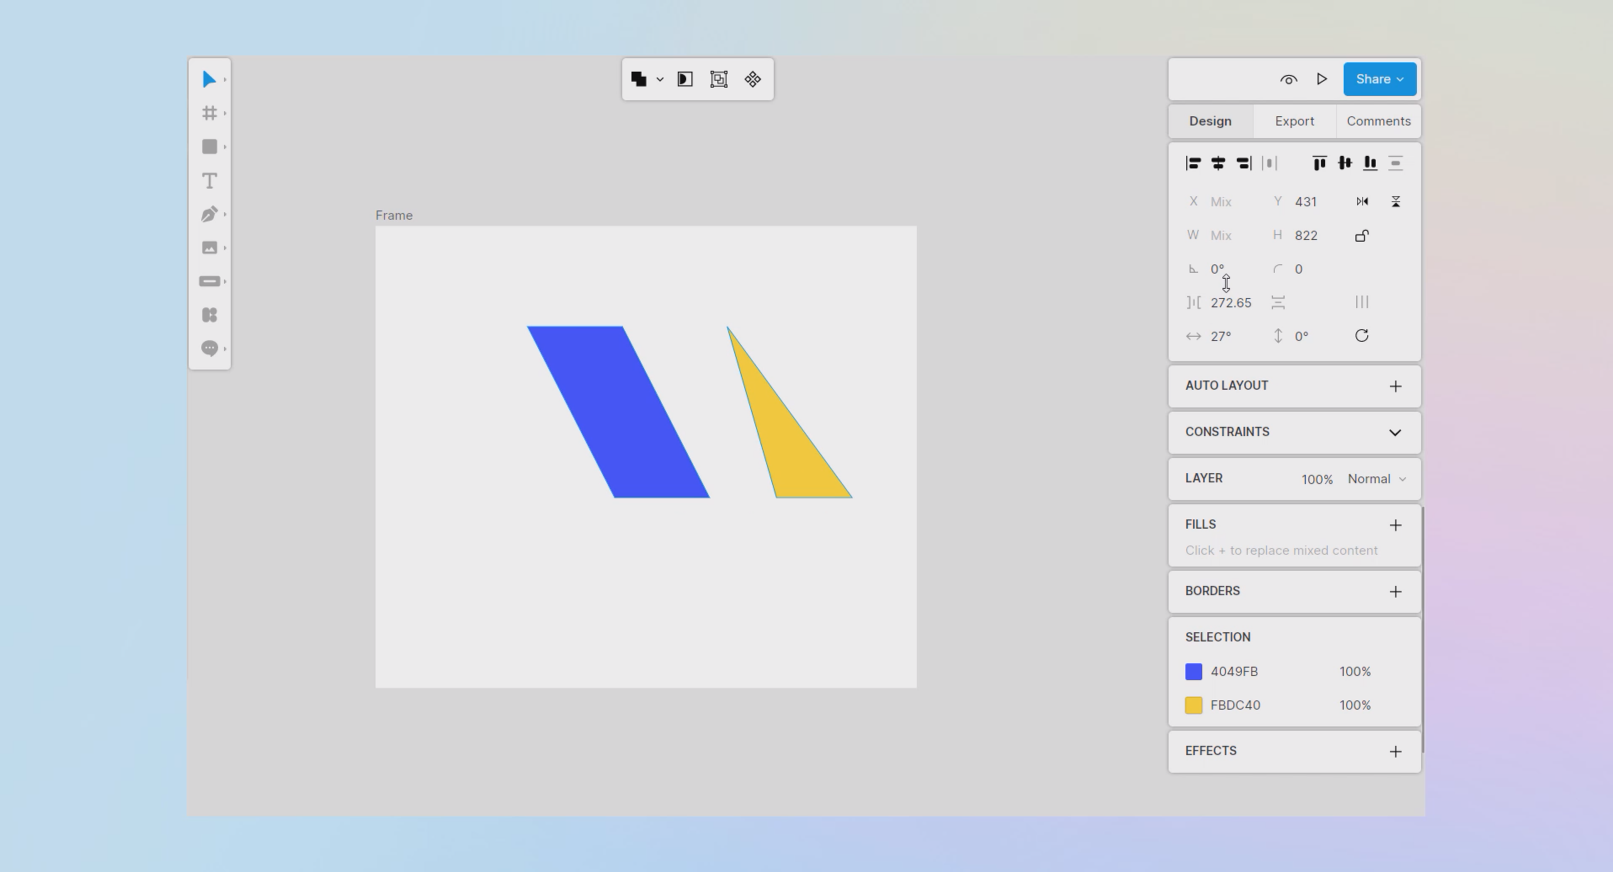 Share
Design Export Comments
X Mix Y 431
W Mix H 822
0° 0
272.65
27° 0°
Frame
AUTO LAYOUT
CONSTRAINTS
LAYER 100% Normal
FILLS
Click + to replace mixed content
BORDERS
SELECTION
4049FB 100%
FBDC40 100%
EFFECTS